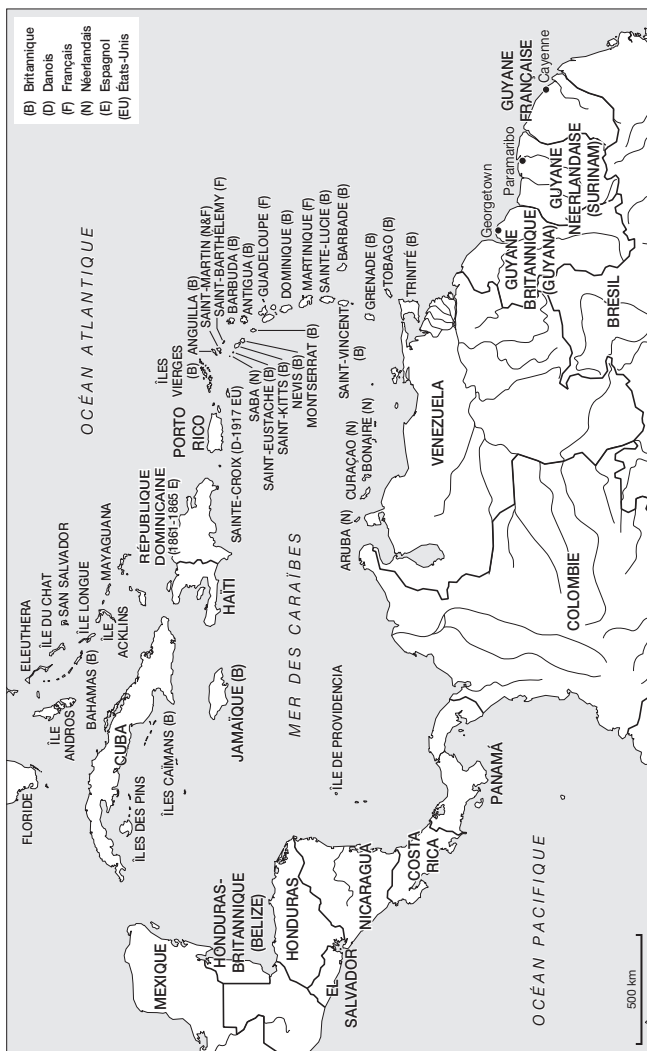 (B) Britannique
(D) Danois
(F) Français
(N) Néerlandais
(E) Espagnol
(EU) États-Unis
OCÉAN ATLANTIQUE
FLORIDE
ELEUTHERA
ÎLE DU CHAT
SAN SALVADOR
ÎLE LONGUE
MAYAGUANA
ÎLE
ANDROS
BAHAMAS (B)
ÎLE
ACKLINS
CUBA
ÎLES DES PINS
ÎLES CAÏMANS (B)
JAMAÏQUE (B)
HAÏTI
RÉPUBLIQUE
DOMINICAINE
(1861-1865 E)
PORTO
RICO
ÎLES
VIERGES
(B)
ANGUILLA (B)
SAINT-MARTIN (N&F)
SAINT-BARTHÉLEMY (F)
BARBUDA (B)
ANTIGUA (B)
GUADELOUPE (F)
DOMINIQUE (B)
MARTINIQUE (F)
SAINTE-LUCIE (B)
BARBADE (B)
SAINTE-CROIX (D-1917 EU)
SABA (N)
SAINT-EUSTACHE (B)
SAINT-KITTS (B)
NEVIS (B)
MONTSERRAT (B)
SAINT-VINCENT
(B)
GRENADE (B)
TOBAGO (B)
TRINITÉ (B)
MER DES CARAÏBES
ARUBA (N)
CURAÇAO (N)
BONAIRE (N)
ÎLE DE PROVIDENCIA
MEXIQUE
HONDURAS-
BRITANNIQUE
(BELIZE)
HONDURAS
EL
SALVADOR
NICARAGUA
COSTA
RICA
PANAMÁ
COLOMBIE
VENEZUELA
Georgetown
GUYANE
BRITANNIQUE
(GUYANA)
Paramaribo
GUYANE
NÉERLANDAISE
(SURINAM)
GUYANE
FRANÇAISE
Cayenne
BRÉSIL
OCÉAN PACIFIQUE
500 km